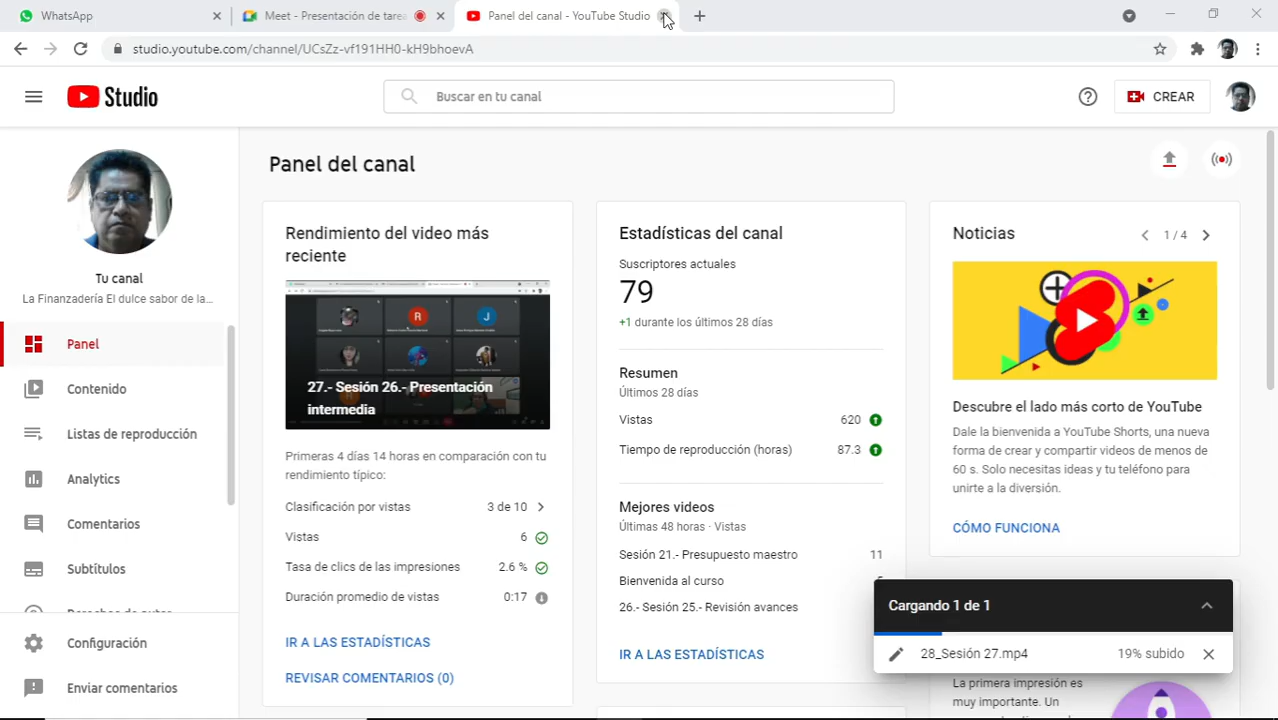 WhatsApp
Meet - Presentación de tarea
Panel del canal - YouTube Studio
studio.youtube.com/channel/UCsZz-vf191HH0-kH9bhoevA
Studio
Buscar en tu canal
CREAR
Tu canal
La Finanzadería El dulce sabor de la...
Panel
Contenido
Listas de reproducción
Analytics
Comentarios
Subtítulos
Derechos de autor
Configuración
Enviar comentarios
Panel del canal
Rendimiento del video más
reciente
R
J
27.- Sesión 26.- Presentación
intermedia
Primeras 4 días 14 horas en comparación con tu
rendimiento típico:
Clasificación por vistas 3 de 10
Vistas 6
Tasa de clics de las impresiones 2.6 %
Duración promedio de vistas 0:17
IR A LAS ESTADÍSTICAS
REVISAR COMENTARIOS (0)
Estadísticas del canal
Suscriptores actuales
79
+1 durante los últimos 28 días
Resumen
Últimos 28 días
Vistas 620
Tiempo de reproducción (horas) 87.3
Mejores videos
Últimas 48 horas · Vistas
Sesión 21.- Presupuesto maestro 11
Bienvenida al curso
26.- Sesión 25.- Revisión avances
IR A LAS ESTADÍSTICAS
Noticias 1 / 4
Descubre el lado más corto de YouTube
Dale la bienvenida a YouTube Shorts, una nueva
forma de crear y compartir videos de menos de
60 s. Solo necesitas ideas y tu teléfono para
unirte a la diversión.
CÓMO FUNCIONA
Cargando 1 de 1
28_Sesión 27.mp4 19% subido
La primera impresión es
muy importante. Un